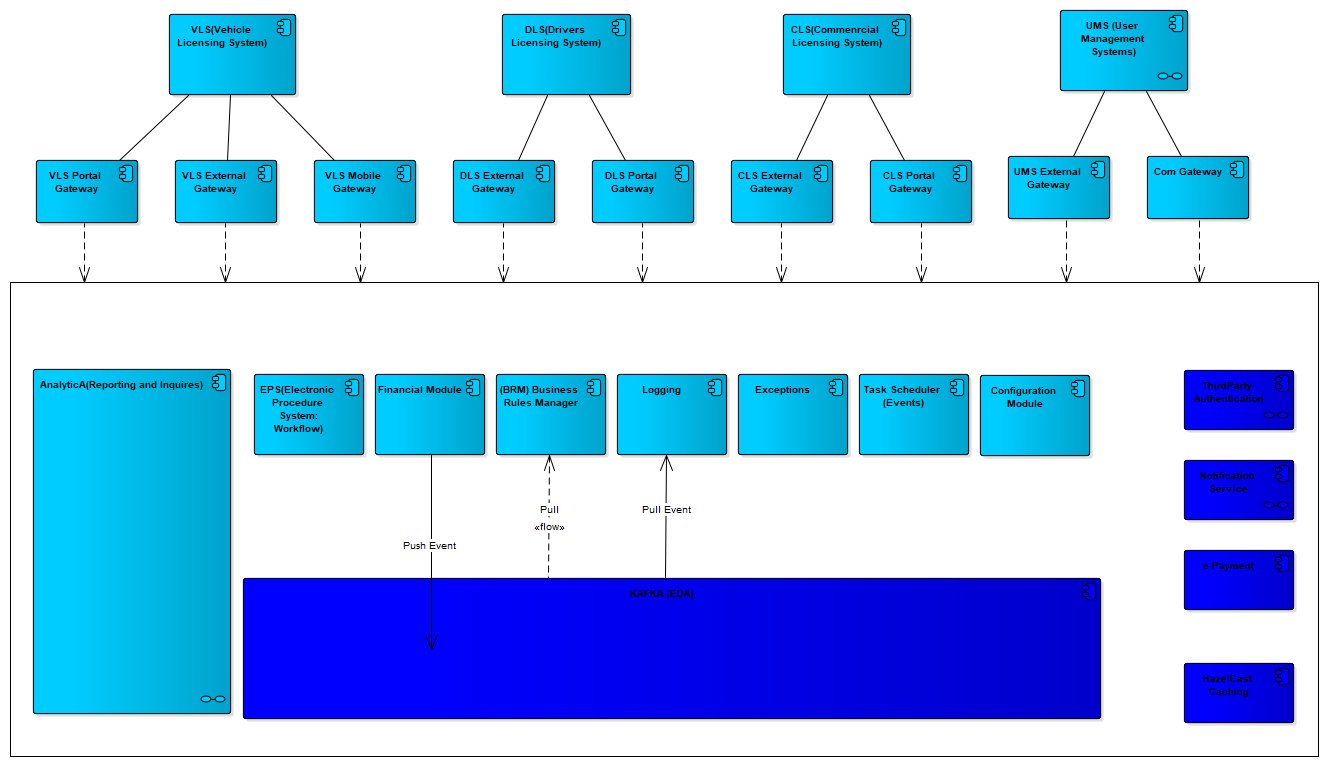 VLS(Vehicle
Licensing System)
DLS(Drivers
Licensing System)
CLS(Commenrcial
Licensing System)
UMS (User
Management
Systems)
VLS Portal
Gateway
VLS External
Gateway
VLS Mobile
Gateway
DLS External
Gateway
DLS Portal
Gateway
CLS External
Gateway
CLS Portal
Gateway
UMS External
Gateway
Com Gateway
AnalyticA(Reporting and Inquires)
EPS(Electronic
Procedure
System:
Workflow)
Financial Module
(BRM) Business
Rules Manager
Logging
Exceptions
Task Scheduler
(Events)
Configuration
Module
ThirdParty
Authentication
Notification
Service
e-Payment
HazelCast
Caching
Pull
«flow»
Pull Event
Push Event
KAFKA (EDA)